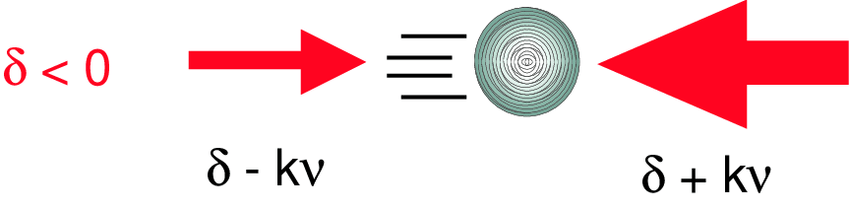 δ < 0
δ - kν
δ + kν